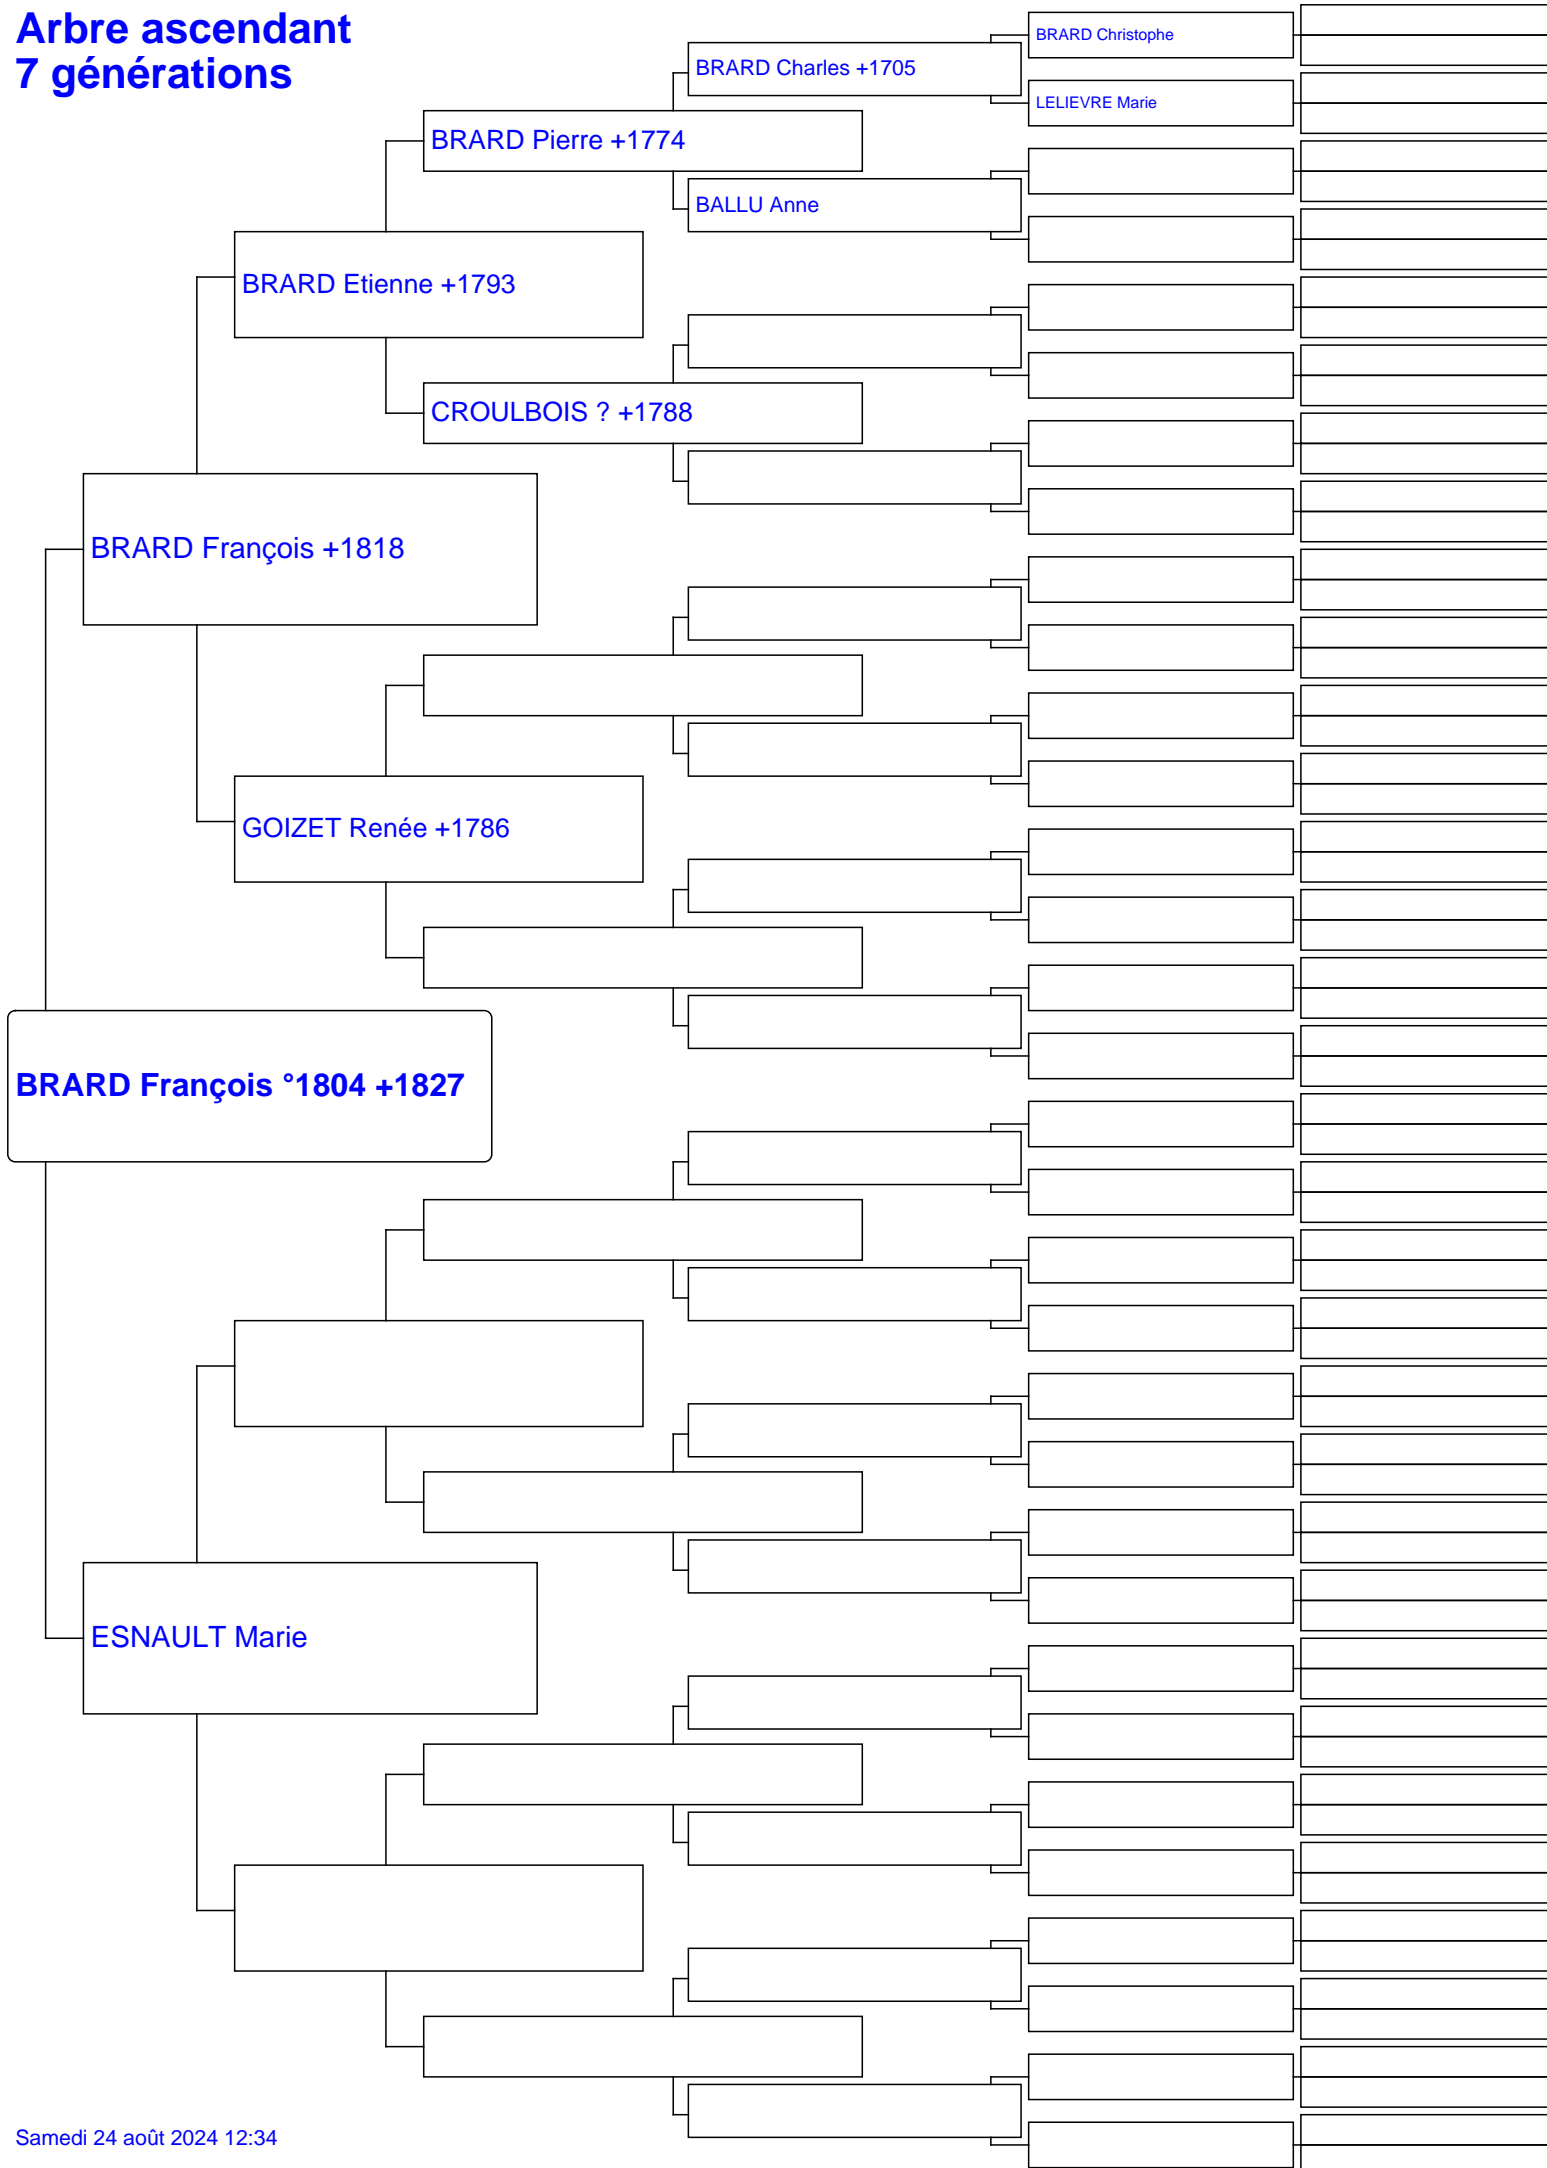 Arbre ascendant
7 générations
BRARD Christophe
BRARD Charles +1705
LELIEVRE Marie
BRARD Pierre +1774
BALLU Anne
BRARD Etienne +1793
CROULBOIS ? +1788
BRARD François +1818
GOIZET Renée +1786
BRARD François °1804 +1827
ESNAULT Marie
Samedi 24 août 2024 12:34